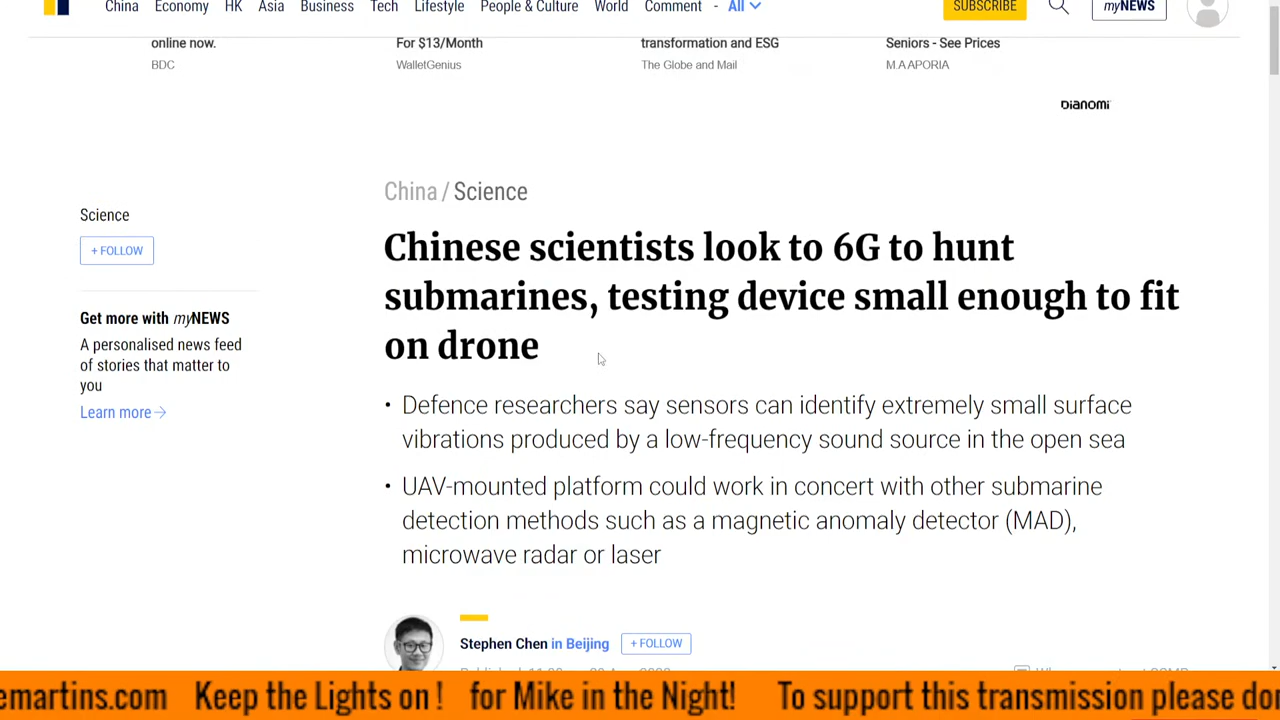 China Economy HK Asia Business Tech Lifestyle People & Culture World Comment - All SUBSCRIBE myNEWS
online now. For $13/Month transformation and ESG Seniors - See Prices
BDC WalletGenius The Globe and Mail M.A APORIA
DIANOMI
China / Science
Science
+ FOLLOW
Chinese scientists look to 6G to hunt
submarines, testing device small enough to fit
on drone
Get more with myNEWS
A personalised news feed
of stories that matter to
you
Learn more
• Defence researchers say sensors can identify extremely small surface
vibrations produced by a low-frequency sound source in the open sea
• UAV-mounted platform could work in concert with other submarine
detection methods such as a magnetic anomaly detector (MAD),
microwave radar or laser
Stephen Chen in Beijing + FOLLOW
emartins.com Keep the Lights on ! for Mike in the Night! To support this transmission please do